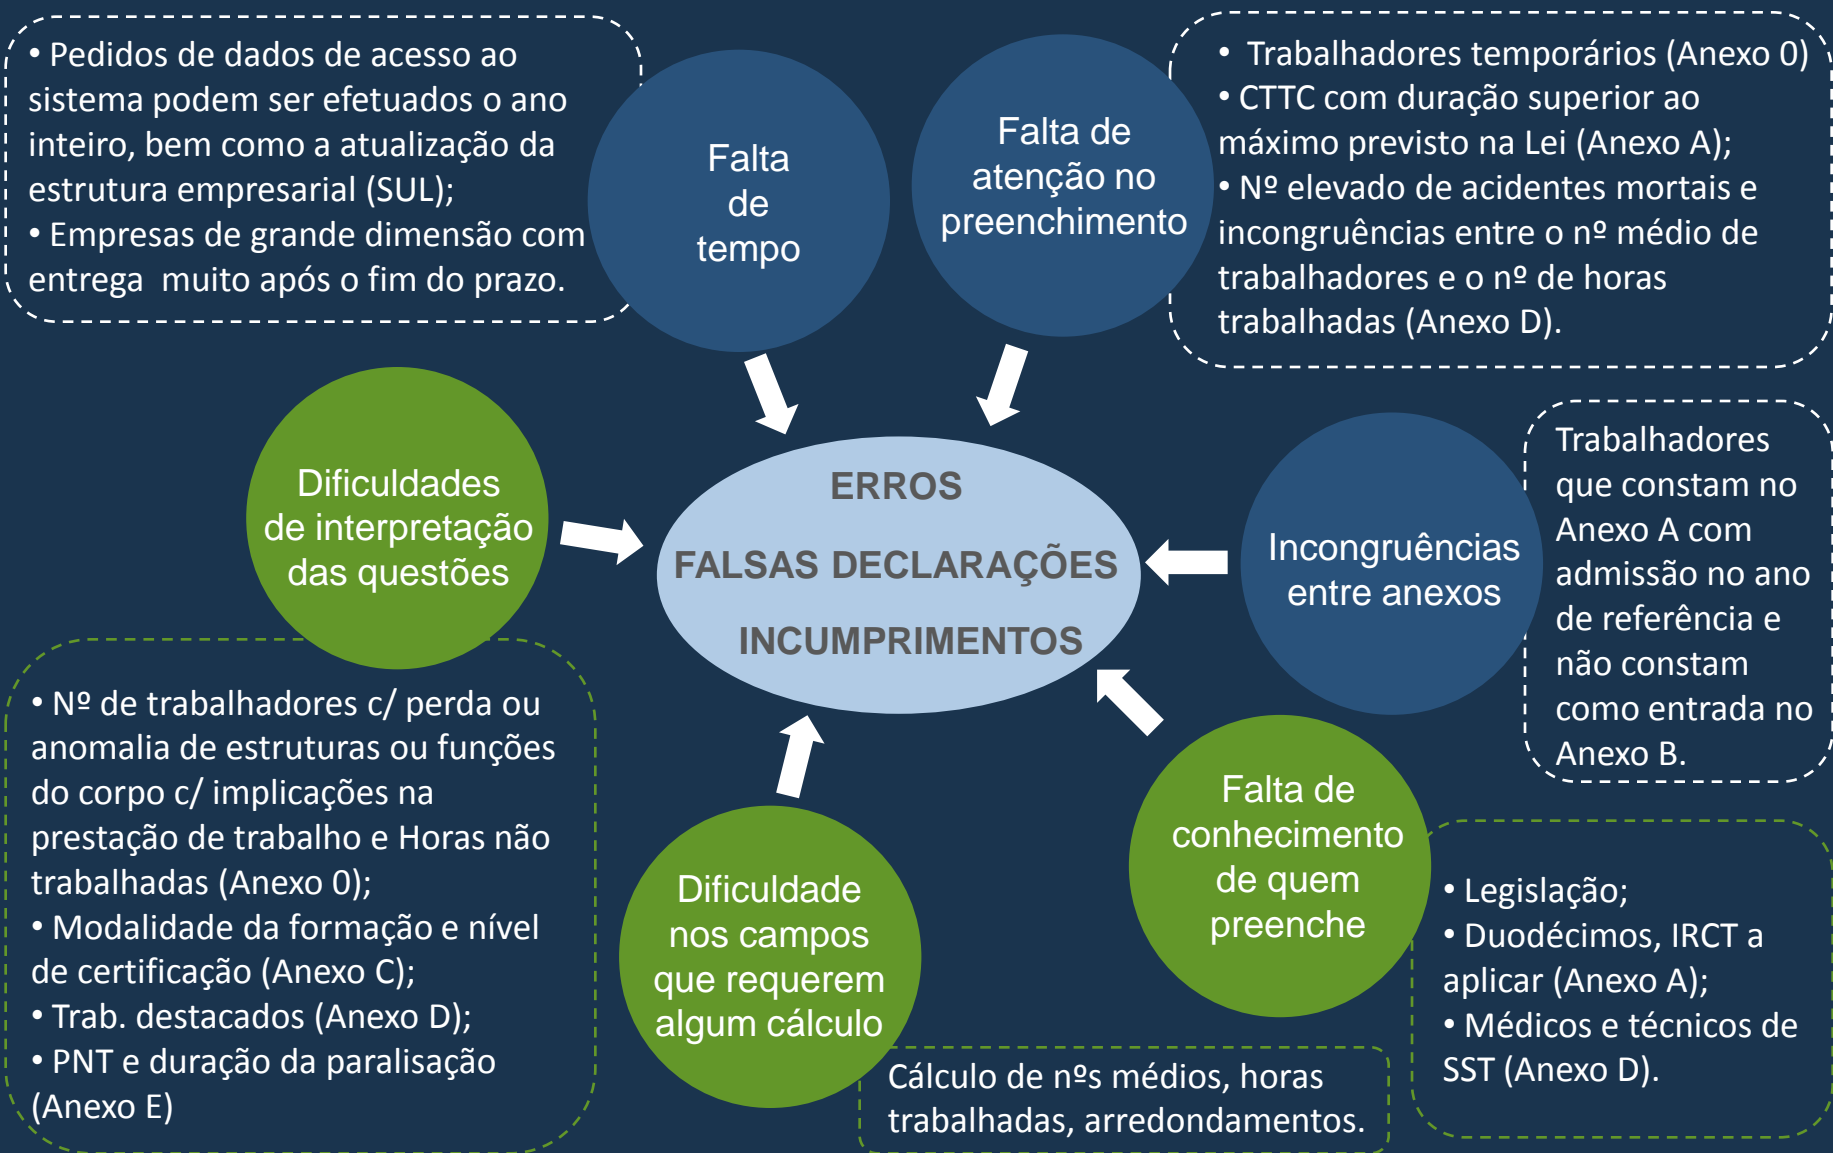 • Pedidos de dados de acesso ao
sistema podem ser efetuados o ano
inteiro, bem como a atualização da
estrutura empresarial (SUL);
• Empresas de grande dimensão com
entrega muito após o fim do prazo.
Falta
de
tempo
Falta de
atenção no
preenchimento
• Trabalhadores temporários (Anexo 0)
• CTTC com duração superior ao
máximo previsto na Lei (Anexo A);
• Nº elevado de acidentes mortais e
incongruências entre o nº médio de
trabalhadores e o nº de horas
trabalhadas (Anexo D).
Dificuldades
de interpretação
das questões
ERROS
FALSAS DECLARAÇÕES
INCUMPRIMENTOS
Incongruências
entre anexos
Trabalhadores
que constam no
Anexo A com
admissão no ano
de referência e
não constam
como entrada no
Anexo B.
• Nº de trabalhadores c/ perda ou
anomalia de estruturas ou funções
do corpo c/ implicações na
prestação de trabalho e Horas não
trabalhadas (Anexo 0);
• Modalidade da formação e nível
de certificação (Anexo C);
• Trab. destacados (Anexo D);
• PNT e duração da paralisação
(Anexo E)
Dificuldade
nos campos
que requerem
algum cálculo
Cálculo de nºs médios, horas
trabalhadas, arredondamentos.
Falta de
conhecimento
de quem
preenche
• Legislação;
• Duodécimos, IRCT a
aplicar (Anexo A);
• Médicos e técnicos de
SST (Anexo D).